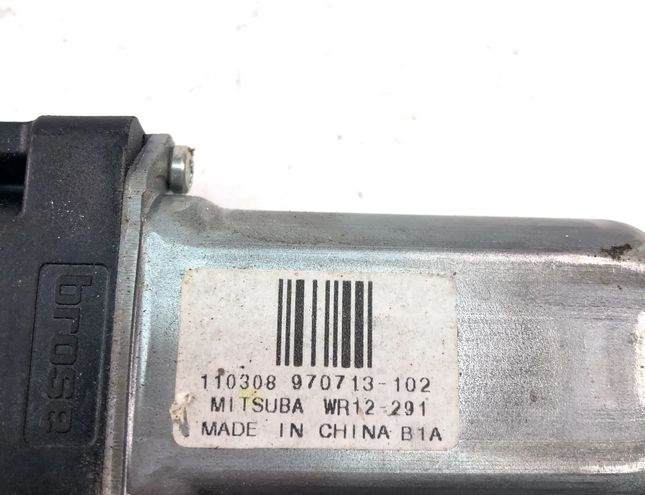 brose
110308 970713-102
MITSUBA WR12-291
MADE IN CHINA B1A